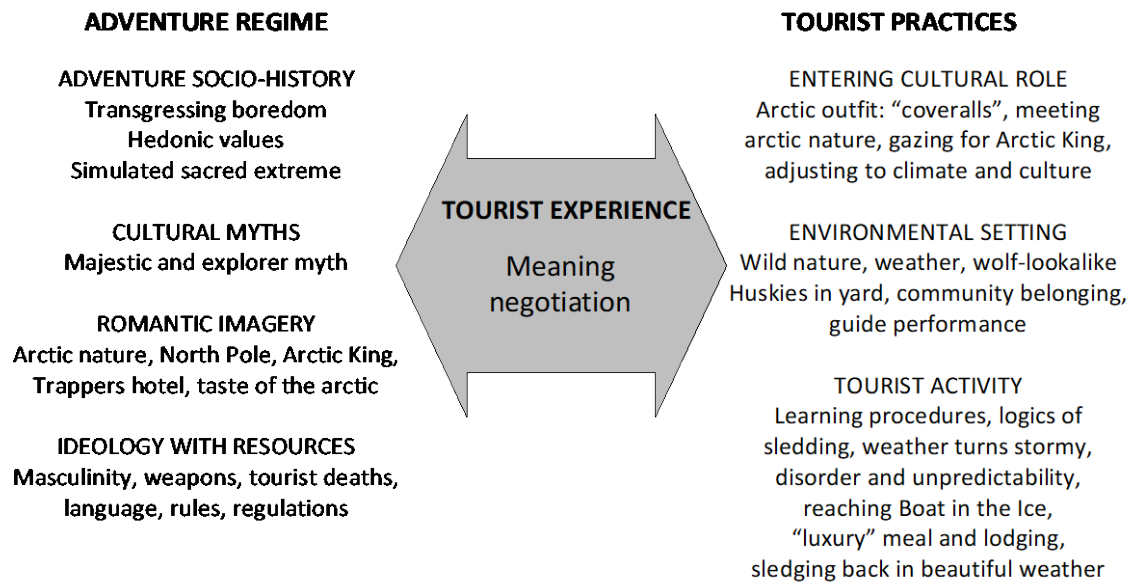 ADVENTURE REGIME
ADVENTURE SOCIO-HISTORY
Transgressing boredom
Hedonic values
Simulated sacred extreme
CULTURAL MYTHS
Majestic and explorer myth
ROMANTIC IMAGERY
Arctic nature, North Pole, Arctic King,
Trappers hotel, taste of the arctic
IDEOLOGY WITH RESOURCES
Masculinity, weapons, tourist deaths,
language, rules, regulations
TOURIST EXPERIENCE
Meaning
negotiation
TOURIST PRACTICES
ENTERING CULTURAL ROLE
Arctic outfit: “coveralls”, meeting
arctic nature, gazing for Arctic King,
adjusting to climate and culture
ENVIRONMENTAL SETTING
Wild nature, weather, wolf-lookalike
Huskies in yard, community belonging,
guide performance
TOURIST ACTIVITY
Learning procedures, logics of
sledding, weather turns stormy,
disorder and unpredictability,
reaching Boat in the Ice,
“luxury” meal and lodging,
sledging back in beautiful weather